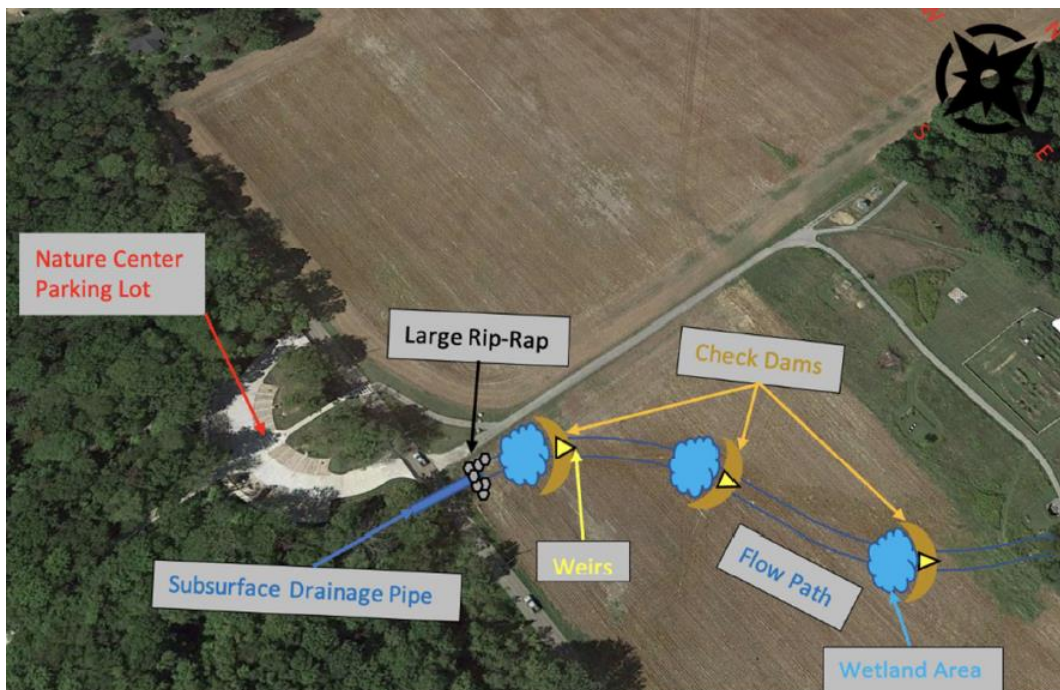 W
N
S
E
Nature Center
Parking Lot
Large Rip-Rap
Check Dams
Subsurface Drainage Pipe
Weirs
Flow Path
Wetland Area